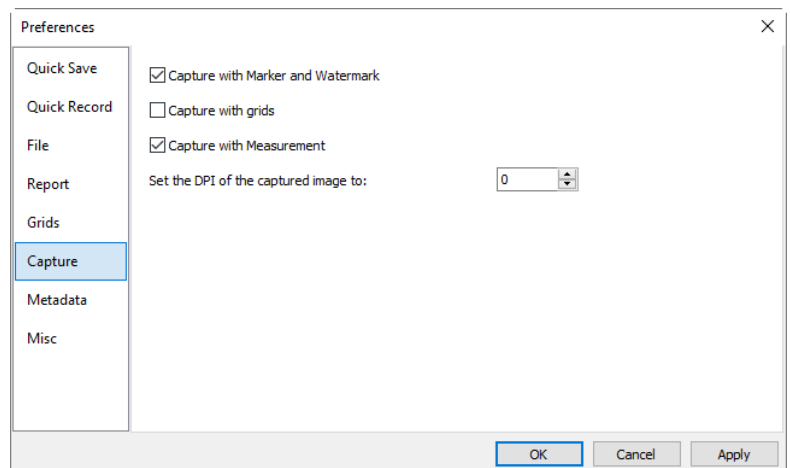 Preferences
Quick Save
Quick Record
File
Report
Grids
Capture
Metadata
Misc
Capture with Marker and Watermark
Capture with grids
Capture with Measurement
Set the DPI of the captured image to: 0
OK Cancel Apply